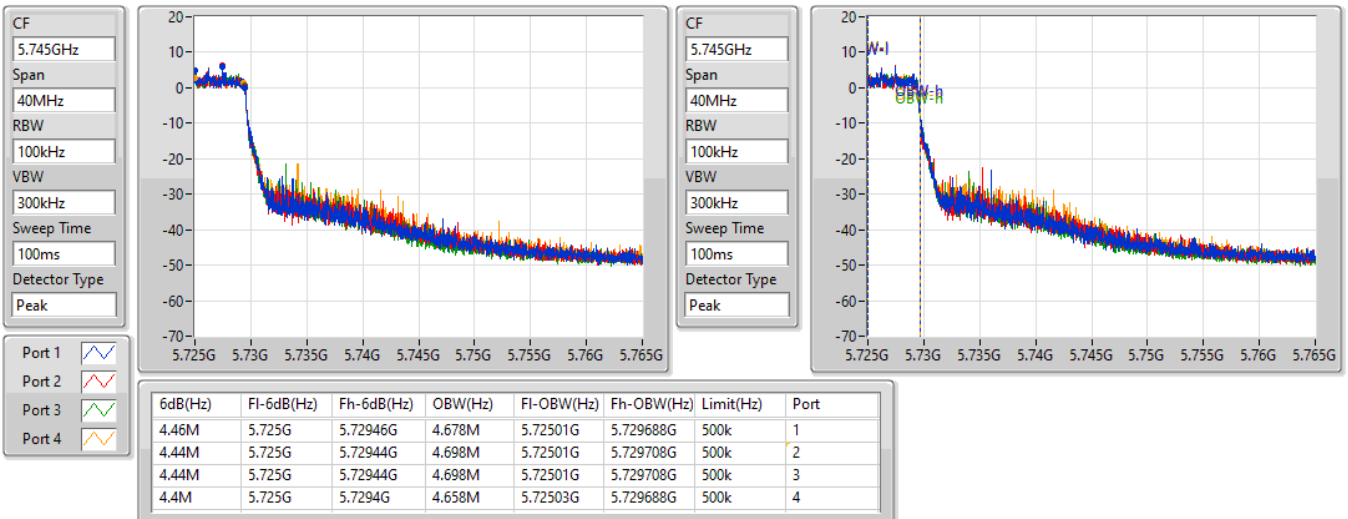 CF
5.745GHz
Span
40MHz
RBW
100kHz
VBW
300kHz
Sweep Time
100ms
Detector Type
Peak
20
10
0
-10
-20
-30
-40
-50
-60
-70
5.725G 5.73G 5.735G 5.74G 5.745G 5.75G 5.755G 5.76G 5.765G
CF
5.745GHz
Span
40MHz
RBW
100kHz
VBW
300kHz
Sweep Time
100ms
Detector Type
Peak
20
10
0
-10
-20
-30
-40
-50
-60
-70
W-l
OBW-h
OBW-h
5.725G 5.73G 5.735G 5.74G 5.745G 5.75G 5.755G 5.76G 5.765G
Port 1
Port 2
Port 3
Port 4
6dB(Hz) Fl-6dB(Hz) Fh-6dB(Hz) OBW(Hz) Fl-OBW(Hz) Fh-OBW(Hz) Limit(Hz) Port
4.46M 5.725G 5.72946G 4.678M 5.72501G 5.729688G 500k 1
4.44M 5.725G 5.72944G 4.698M 5.72501G 5.729708G 500k 2
4.44M 5.725G 5.72944G 4.698M 5.72501G 5.729708G 500k 3
4.4M 5.725G 5.7294G 4.658M 5.72503G 5.729688G 500k 4